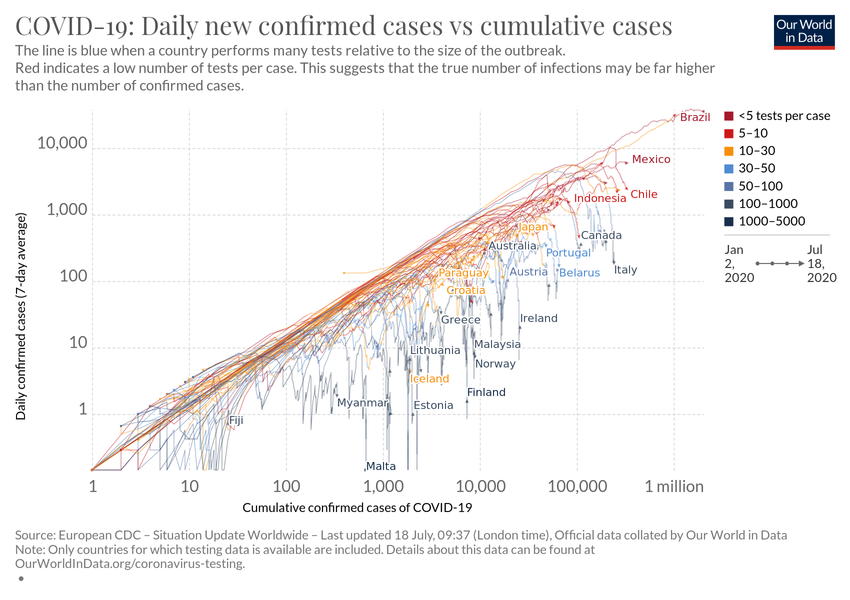 COVID-19: Daily new confirmed cases vs cumulative cases
Our World
in Data
The line is blue when a country performs many tests relative to the size of the outbreak.
Red indicates a low number of tests per case. This suggests that the true number of infections may be far higher
than the number of confirmed cases.
Daily confirmed cases (7-day average)
10,000
1,000
100
10
1
Brazil
Mexico
Chile
Indonesia
Japan
Canada
Australia
Portugal
Italy
Paraguay
Austria
Belarus
Croatia
Greece
Ireland
Malaysia
Lithuania
Norway
Iceland
Finland
Myanmar
Estonia
Fiji
Malta
1
10
100
1,000
10,000
100,000
1 million
Cumulative confirmed cases of COVID-19
<5 tests per case
5–10
10–30
30–50
50–100
100–1000
1000–5000
Jan
2,
2020
Jul
18,
2020
Source: European CDC – Situation Update Worldwide – Last updated 18 July, 09:37 (London time), Official data collated by Our World in Data
Note: Only countries for which testing data is available are included. Details about this data can be found at
OurWorldInData.org/coronavirus-testing.